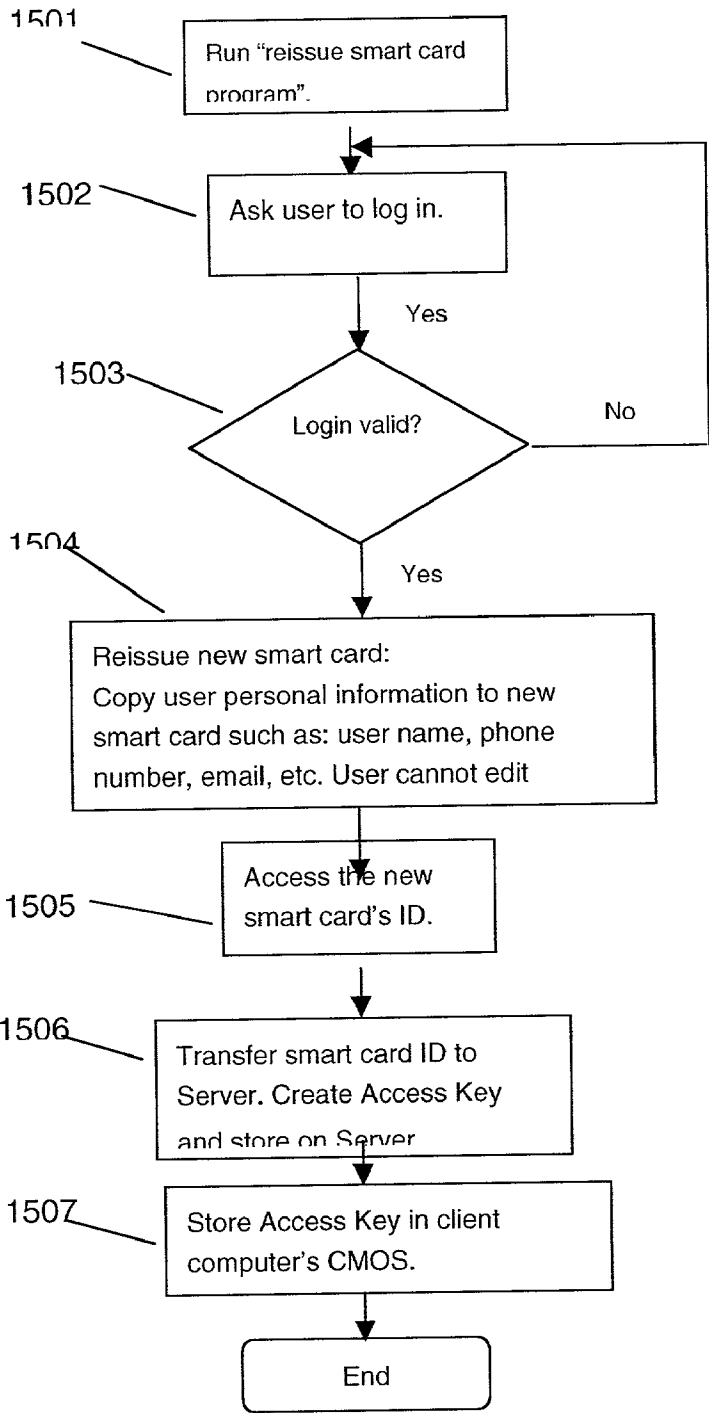 1501
Run “reissue smart card
program”.
1502
Ask user to log in.
Yes
1503
Login valid?
No
1504
Yes
Reissue new smart card:
Copy user personal information to new
smart card such as: user name, phone
number, email, etc. User cannot edit
1505
Access the new
smart card’s ID.
1506
Transfer smart card ID to
Server. Create Access Key
and store on Server
1507
Store Access Key in client
computer’s CMOS.
End